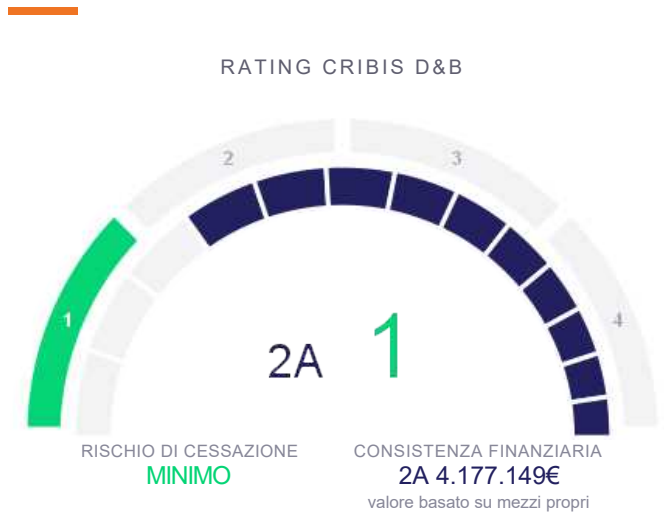 RATING CRIBIS D&B
2
3
1
4
2A 1
RISCHIO DI CESSAZIONE
MINIMO
CONSISTENZA FINANZIARIA
2A 4.177.149€
valore basato su mezzi propri